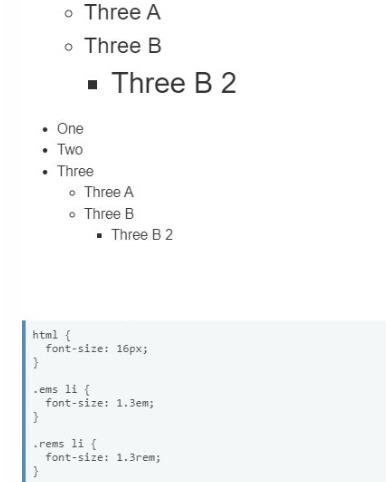 Three A
Three B
Three B 2
One
Two
Three
Three A
Three B
Three B 2
html {
  font-size: 16px;
}
.ems li {
  font-size: 1.3em;
}
.rems li {
  font-size: 1.3rem;
}